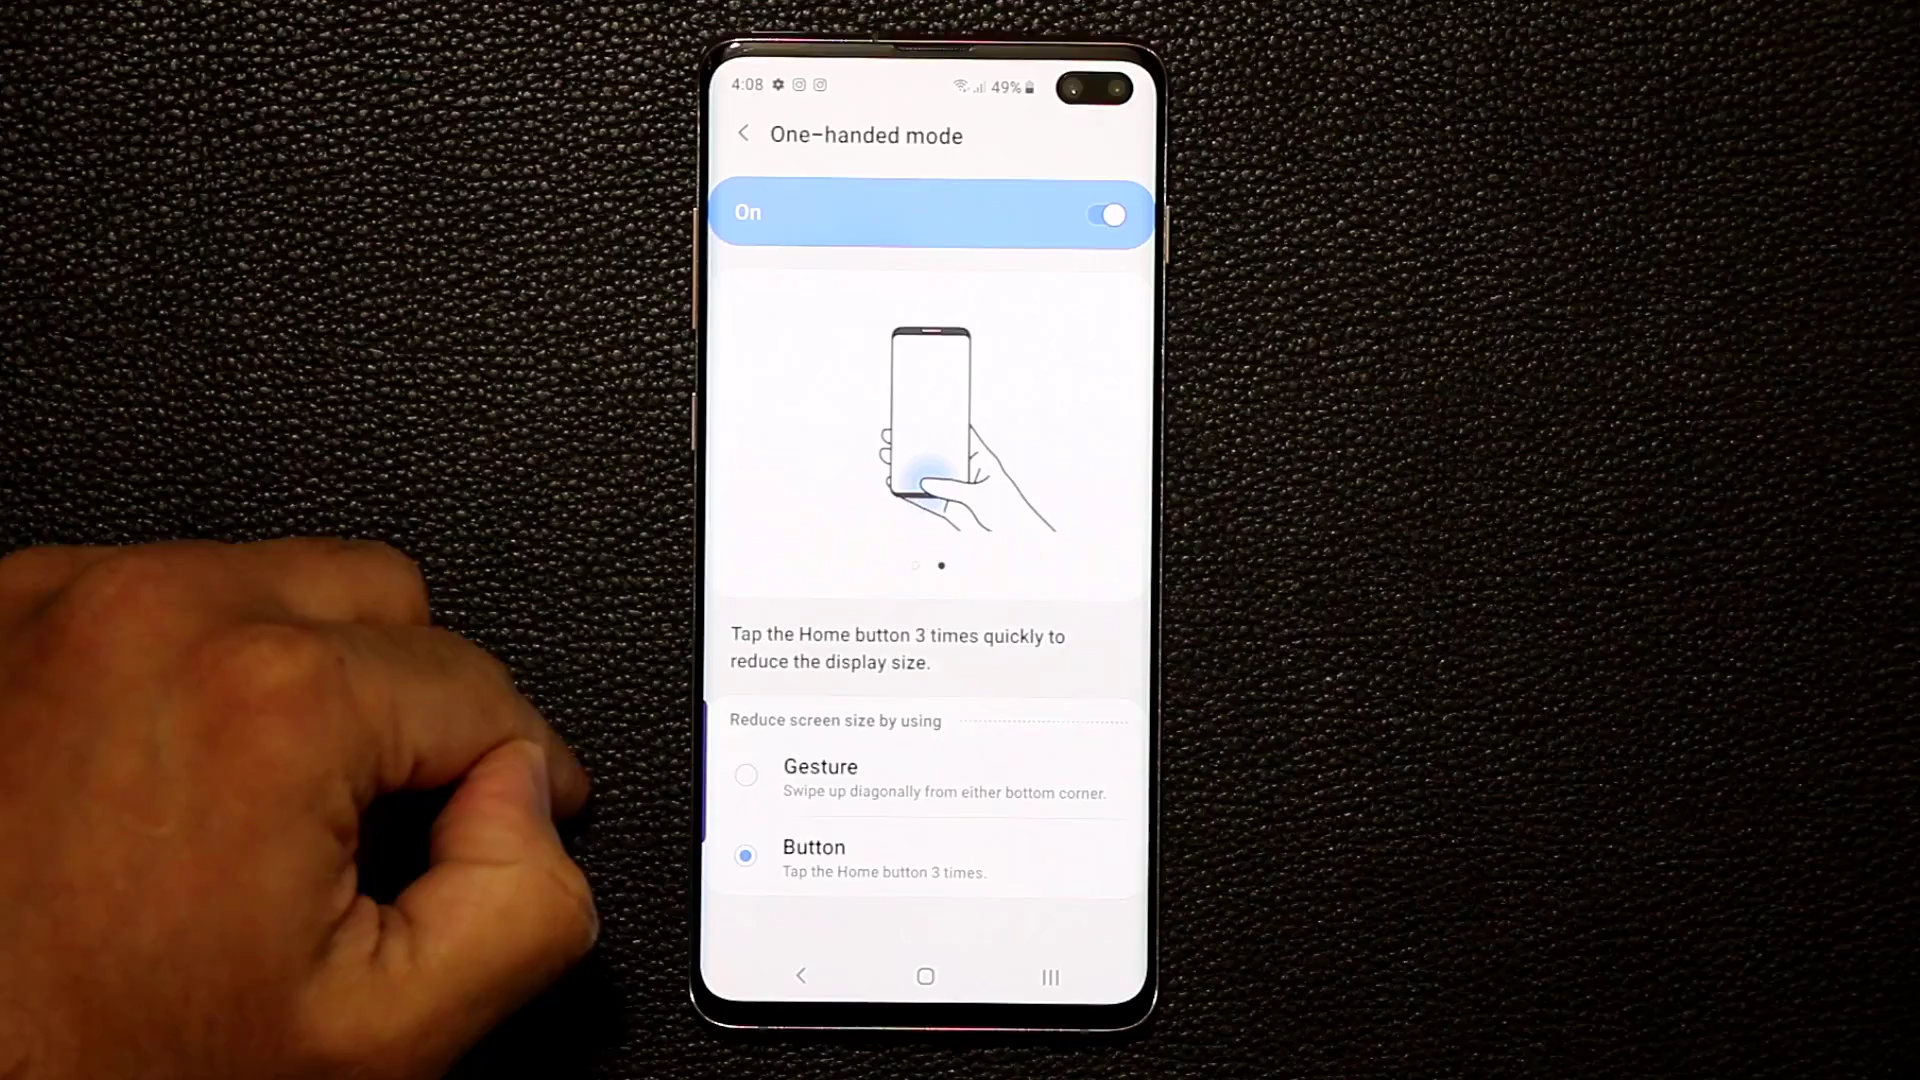 4:08 49%
One-handed mode
On
Tap the Home button 3 times quickly to
reduce the display size.
Reduce screen size by using
Gesture
Swipe up diagonally from either bottom corner.
Button
Tap the Home button 3 times.